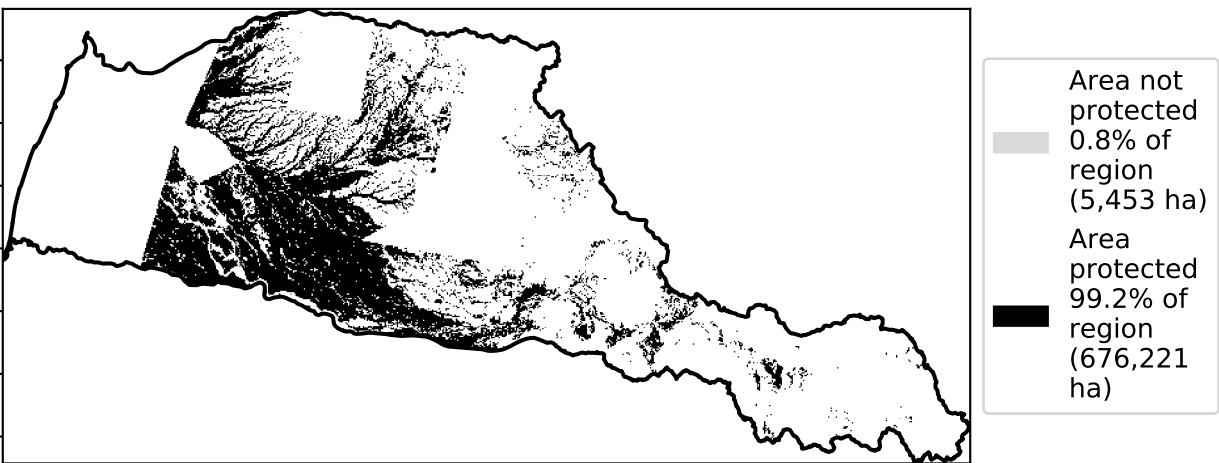 Area not
protected
0.8% of
region
(5,453 ha)
Area
protected
99.2% of
region
(676,221
ha)